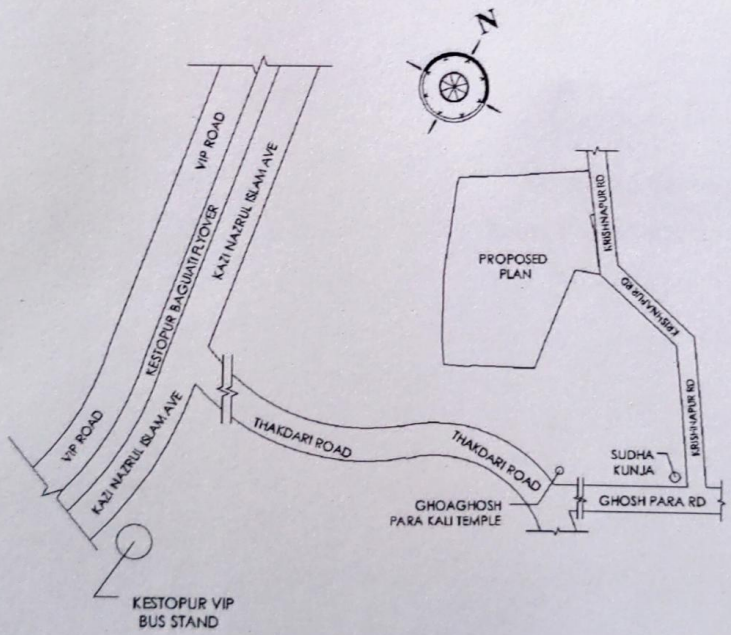 N
VIP ROAD
KESTOPUR BAGUIATI FLYOVER
KAZI NAZRUL ISLAM AVE
VIP ROAD
KAZI NAZRUL ISLAM AVE
KESTOPUR VIP
BUS STAND
THAKDARI ROAD
THAKDARI ROAD
GHOAGHOSH
PARA KALI TEMPLE
PROPOSED
PLAN
KRISHNAPUR RD
KRISHNAPUR RD
KRISHNAPUR RD
SUDHA
KUNJA
GHOSH PARA RD